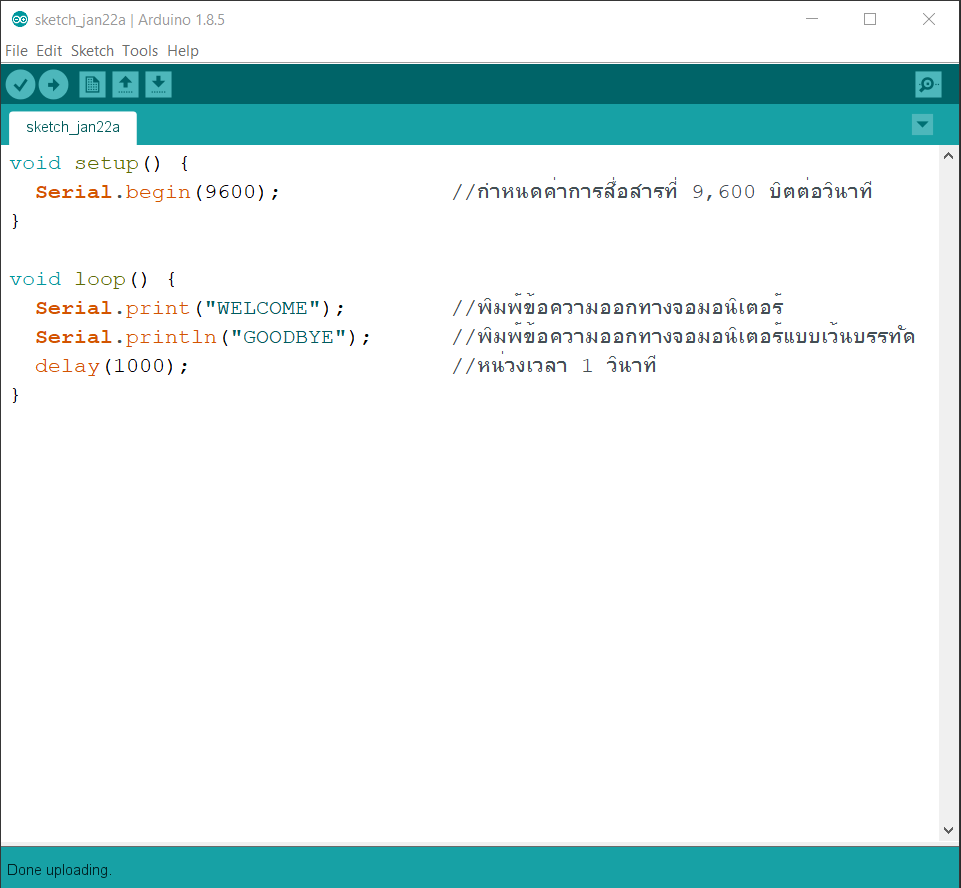 sketch_jan22a | Arduino 1.8.5
File Edit Sketch Tools Help
sketch_jan22a
void setup() {
  Serial.begin(9600);             //กำหนดค่าการสื่อสารที่ 9,600 บิตต่อวินาที
}

void loop() {
  Serial.print("WELCOME");        //พิมพ์ข้อความออกทางจอมอนิเตอร์
  Serial.println("GOODBYE");      //พิมพ์ข้อความออกทางจอมอนิเตอร์แบบเว้นบรรทัด
  delay(1000);                    //หน่วงเวลา 1 วินาที
}
Done uploading.